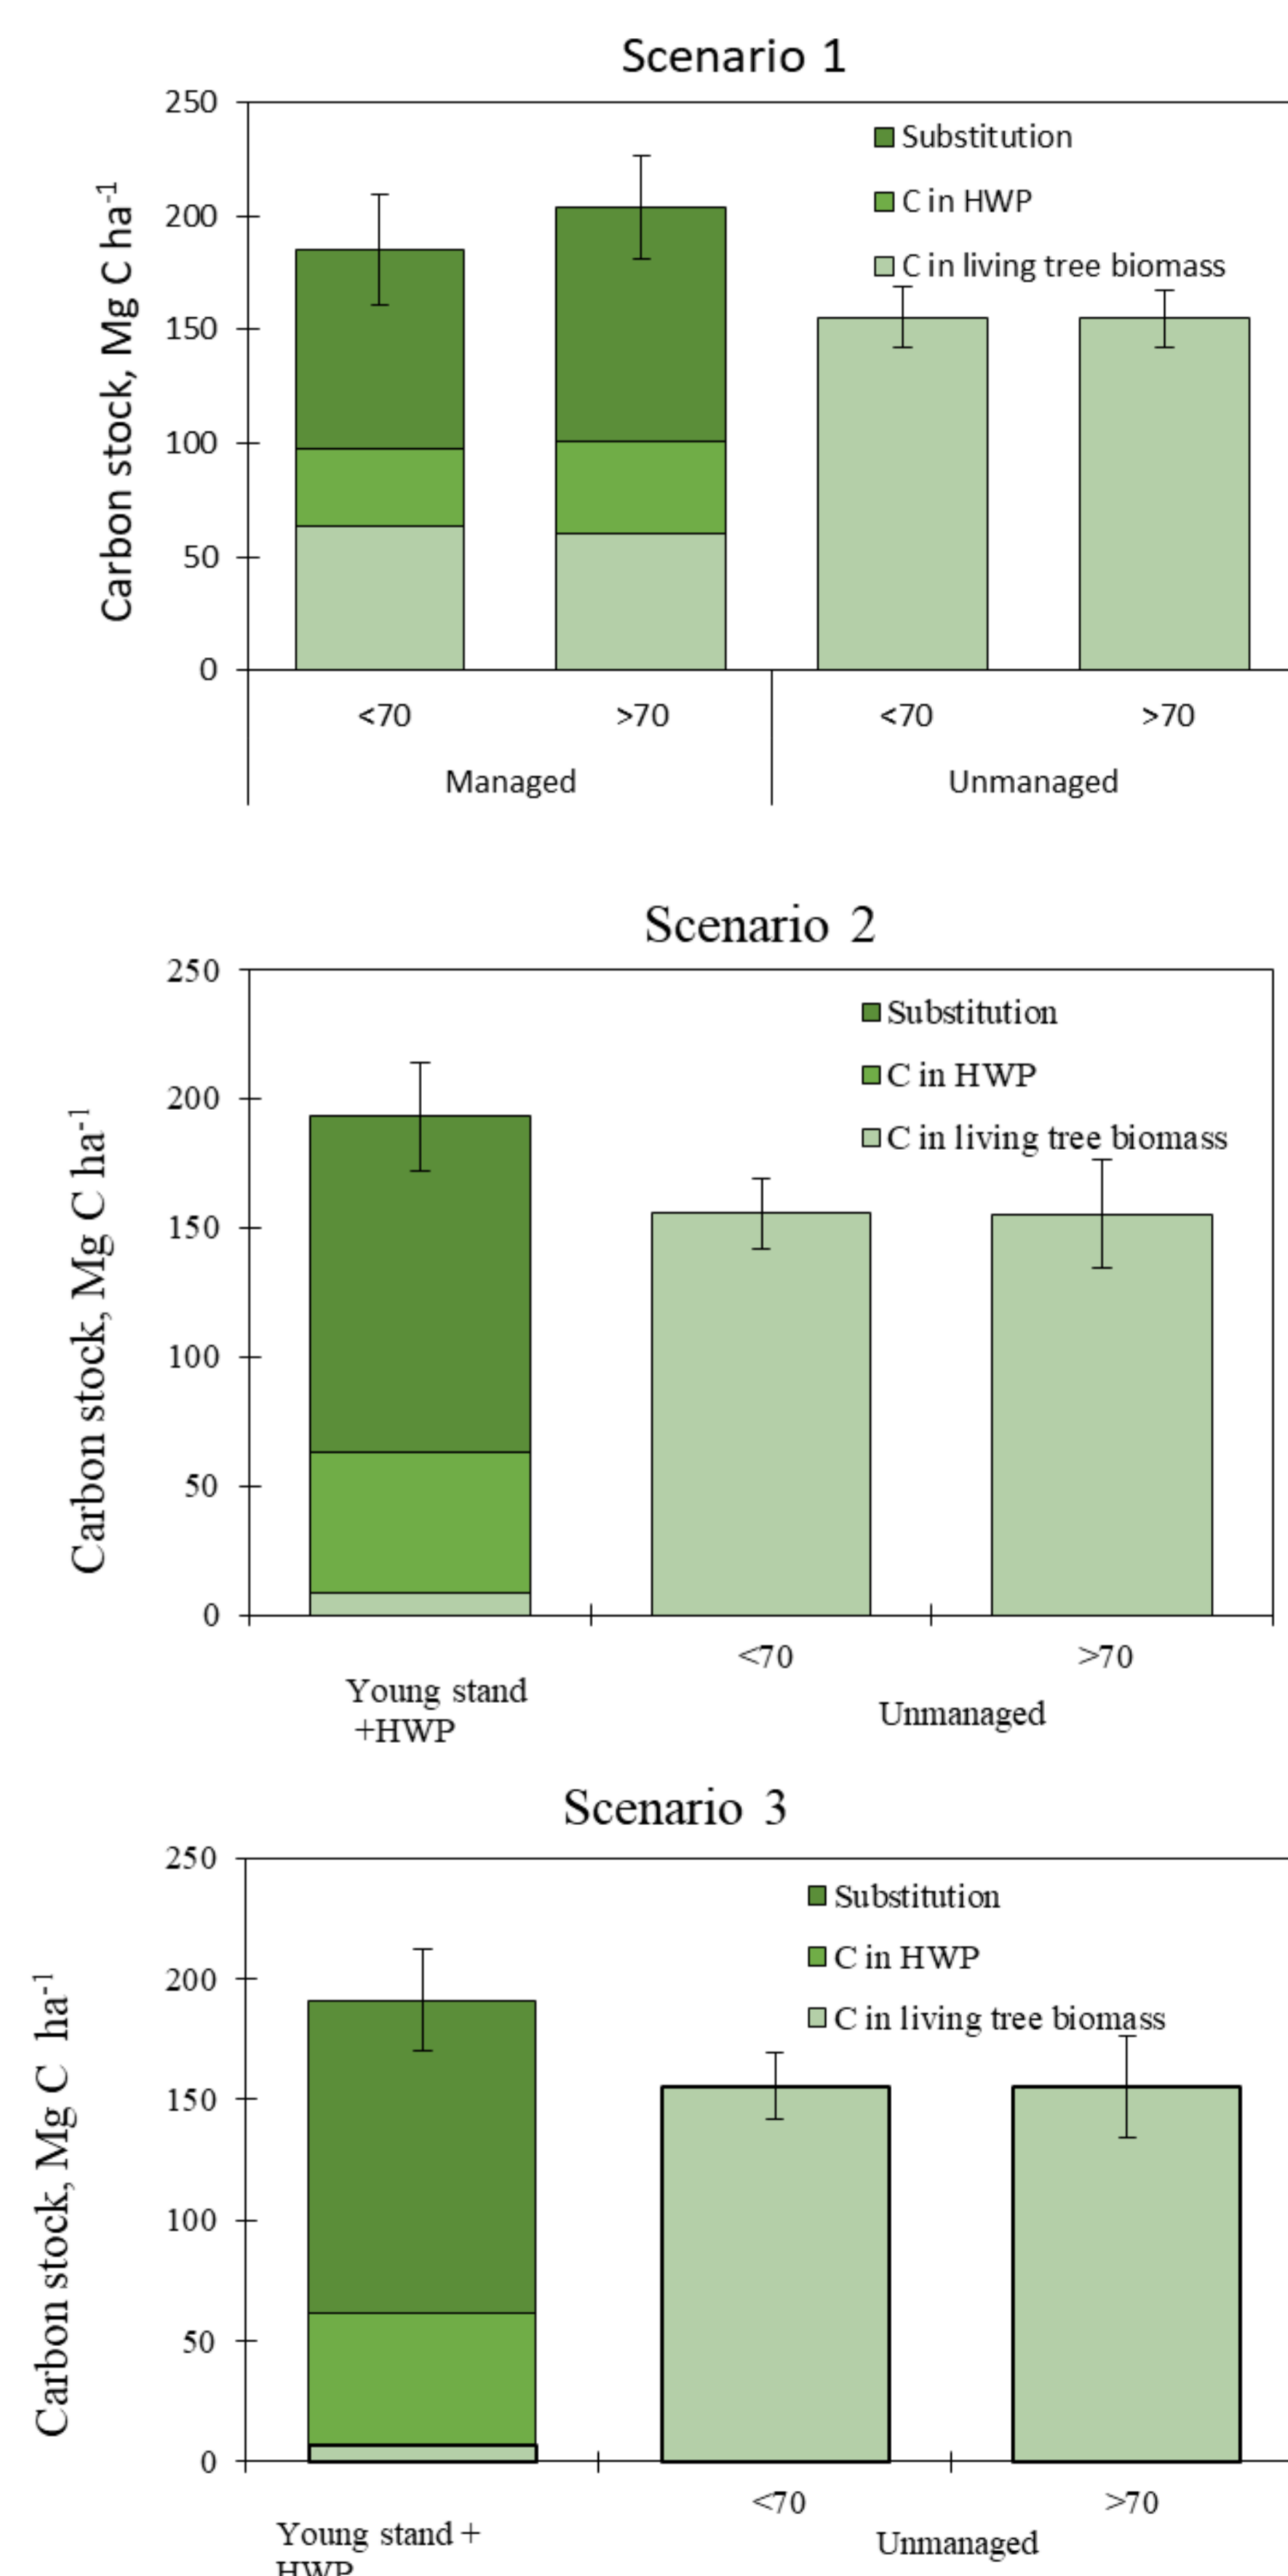 Scenario 1
250
200
150
100
50
0
Carbon stock, Mg C ha-1
Substitution
C in HWP
C in living tree biomass
<70 >70 <70 >70
Managed Unmanaged
Scenario 2
250
200
150
100
50
0
Carbon stock, Mg C ha-1
Substitution
C in HWP
C in living tree biomass
<70 >70
Young stand
+HWP
Unmanaged
Scenario 3
250
200
150
100
50
0
Carbon stock, Mg C ha-1
Substitution
C in HWP
C in living tree biomass
<70 >70
Young stand +
HWP
Unmanaged